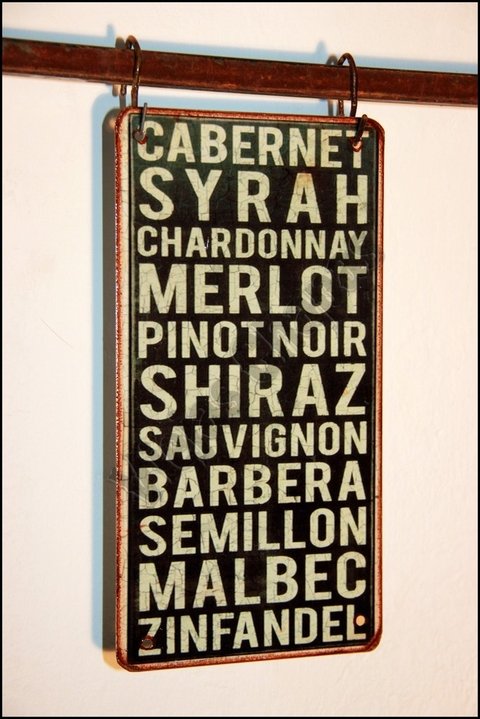 CABERNET
SYRAH
CHARDONNAY
MERLOT
PINOT NOIR
SHIRAZ
SAUVIGNON
BARBERA
SEMILLON
MALBEC
ZINFANDEL